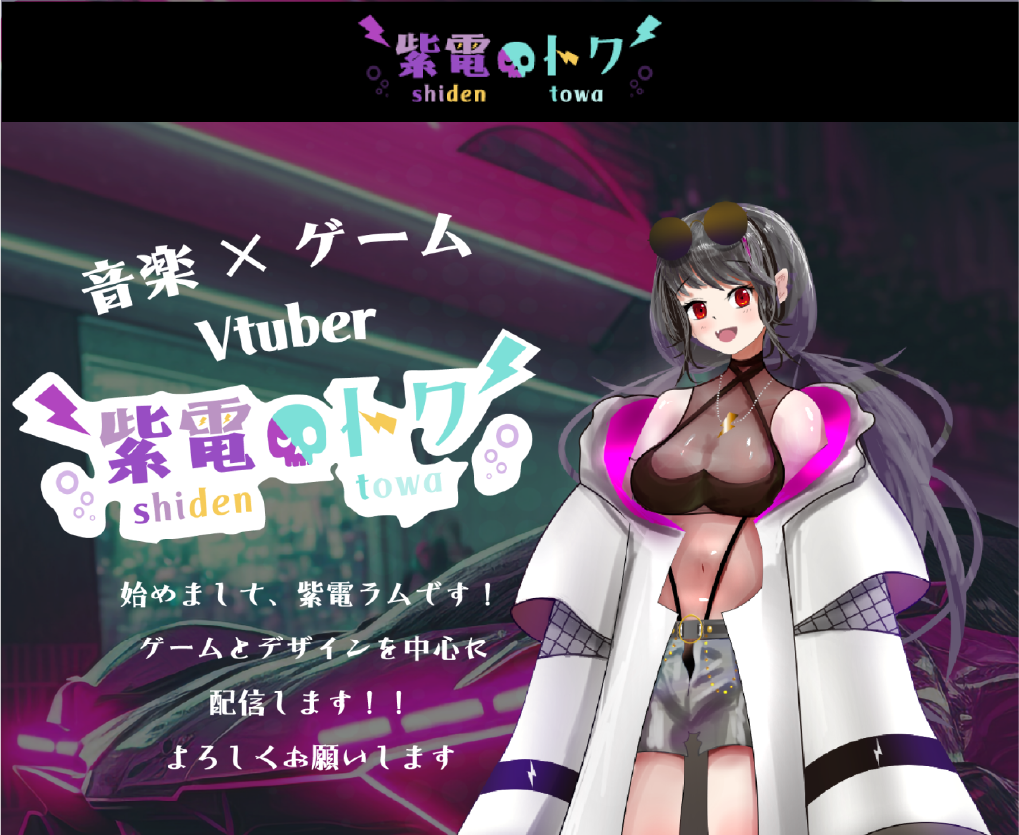 紫電トワ
shiden towa
音楽×ゲーム
Vtuber
紫電トワ
shiden towa
始めまして、紫電ラムです！
ゲームとデザインを中心に
配信します！！
よろしくお願いします